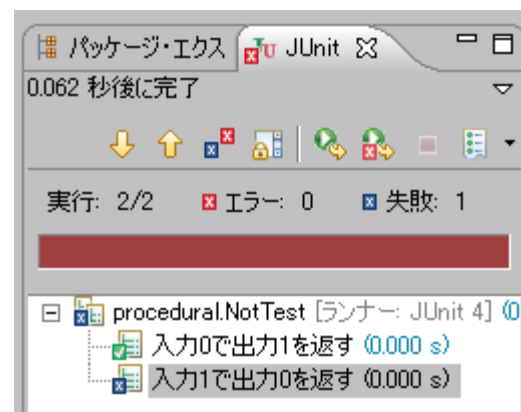 パッケージ・エクス JUnit
0.062 秒後に完了
実行: 2/2 エラー: 0 失敗: 1
procedural.NotTest [ランナー: JUnit 4] (0
入力0で出力1を返す (0.000 s)
入力1で出力0を返す (0.000 s)